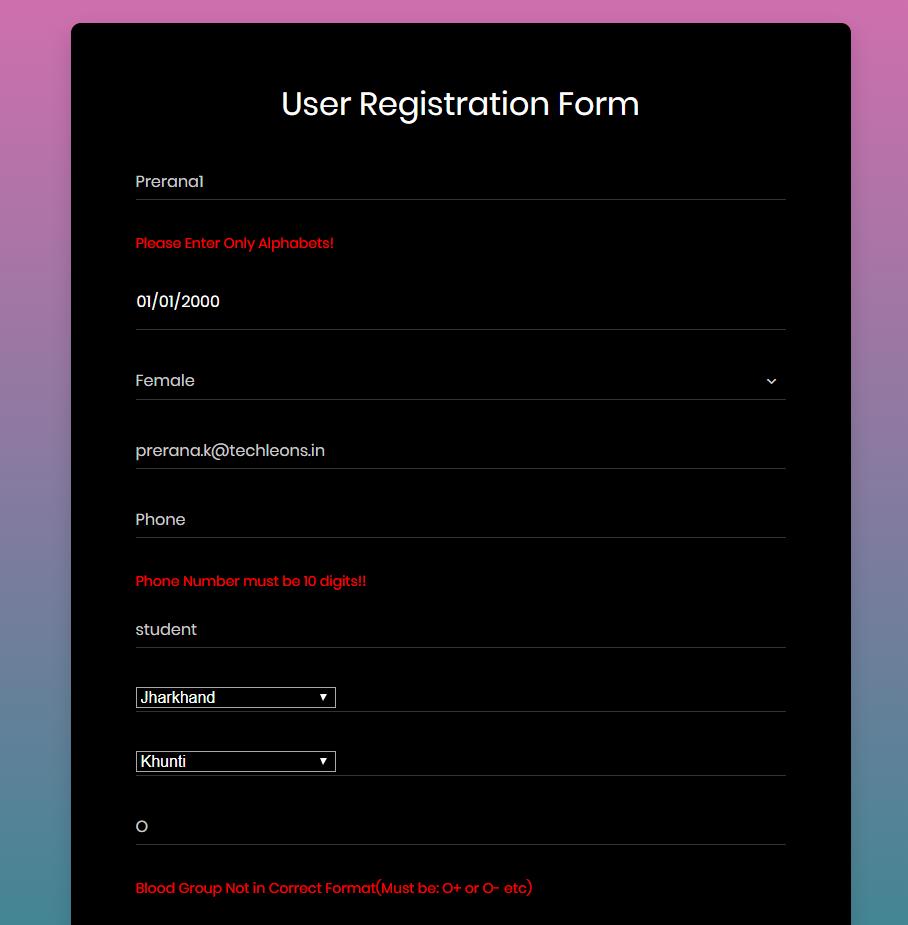 User Registration Form
Prerana1
Please Enter Only Alphabets!
01/01/2000
Female
prerana.k@techleons.in
Phone
Phone Number must be 10 digits!!
student
Jharkhand
Khunti
O
Blood Group Not in Correct Format(Must be: O+ or O- etc)